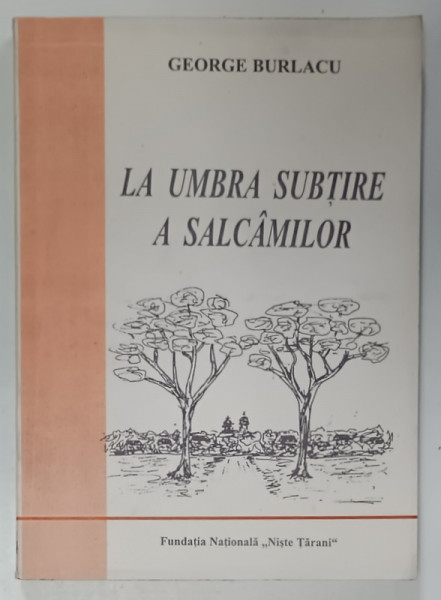 GEORGE BURLACU
LA UMBRA SUBȚIRE
A SALCÂMILOR
Fundația Națională „Niște Țărani“